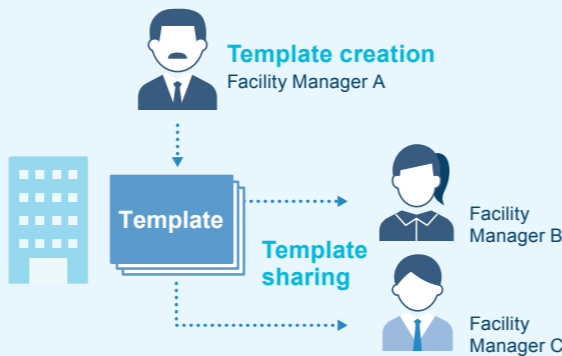 Template creation
Facility Manager A
Template
Template
sharing
Facility
Manager B
Facility
Manager C